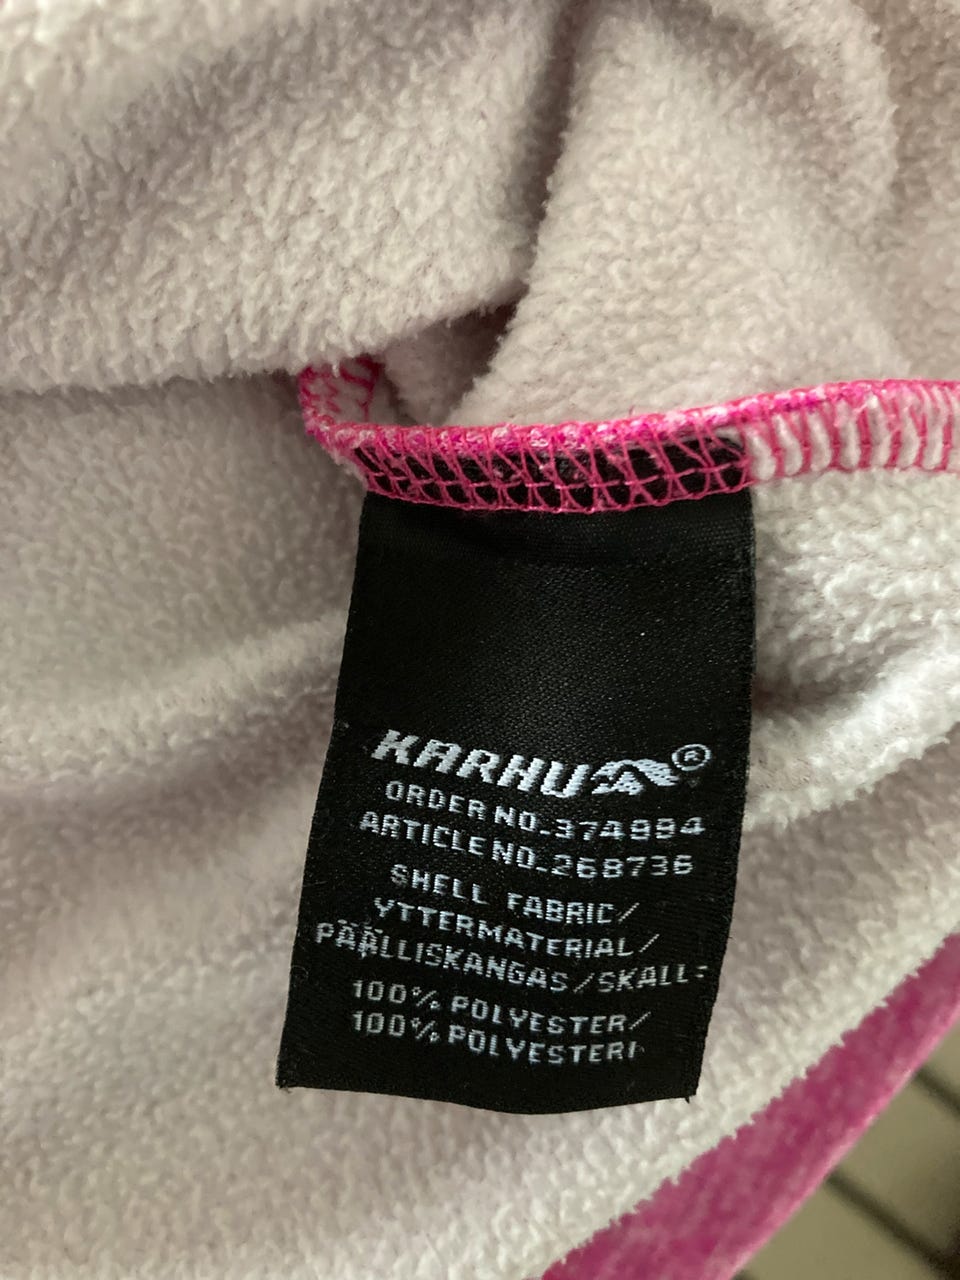 KARHU®
ORDER NO.374994
ARTICLE NO.268736
SHELL FABRIC/
YTTERMATERIAL/
PÄÄLLISKANGAS/SKALL:
100% POLYESTER/
100% POLYESTERI